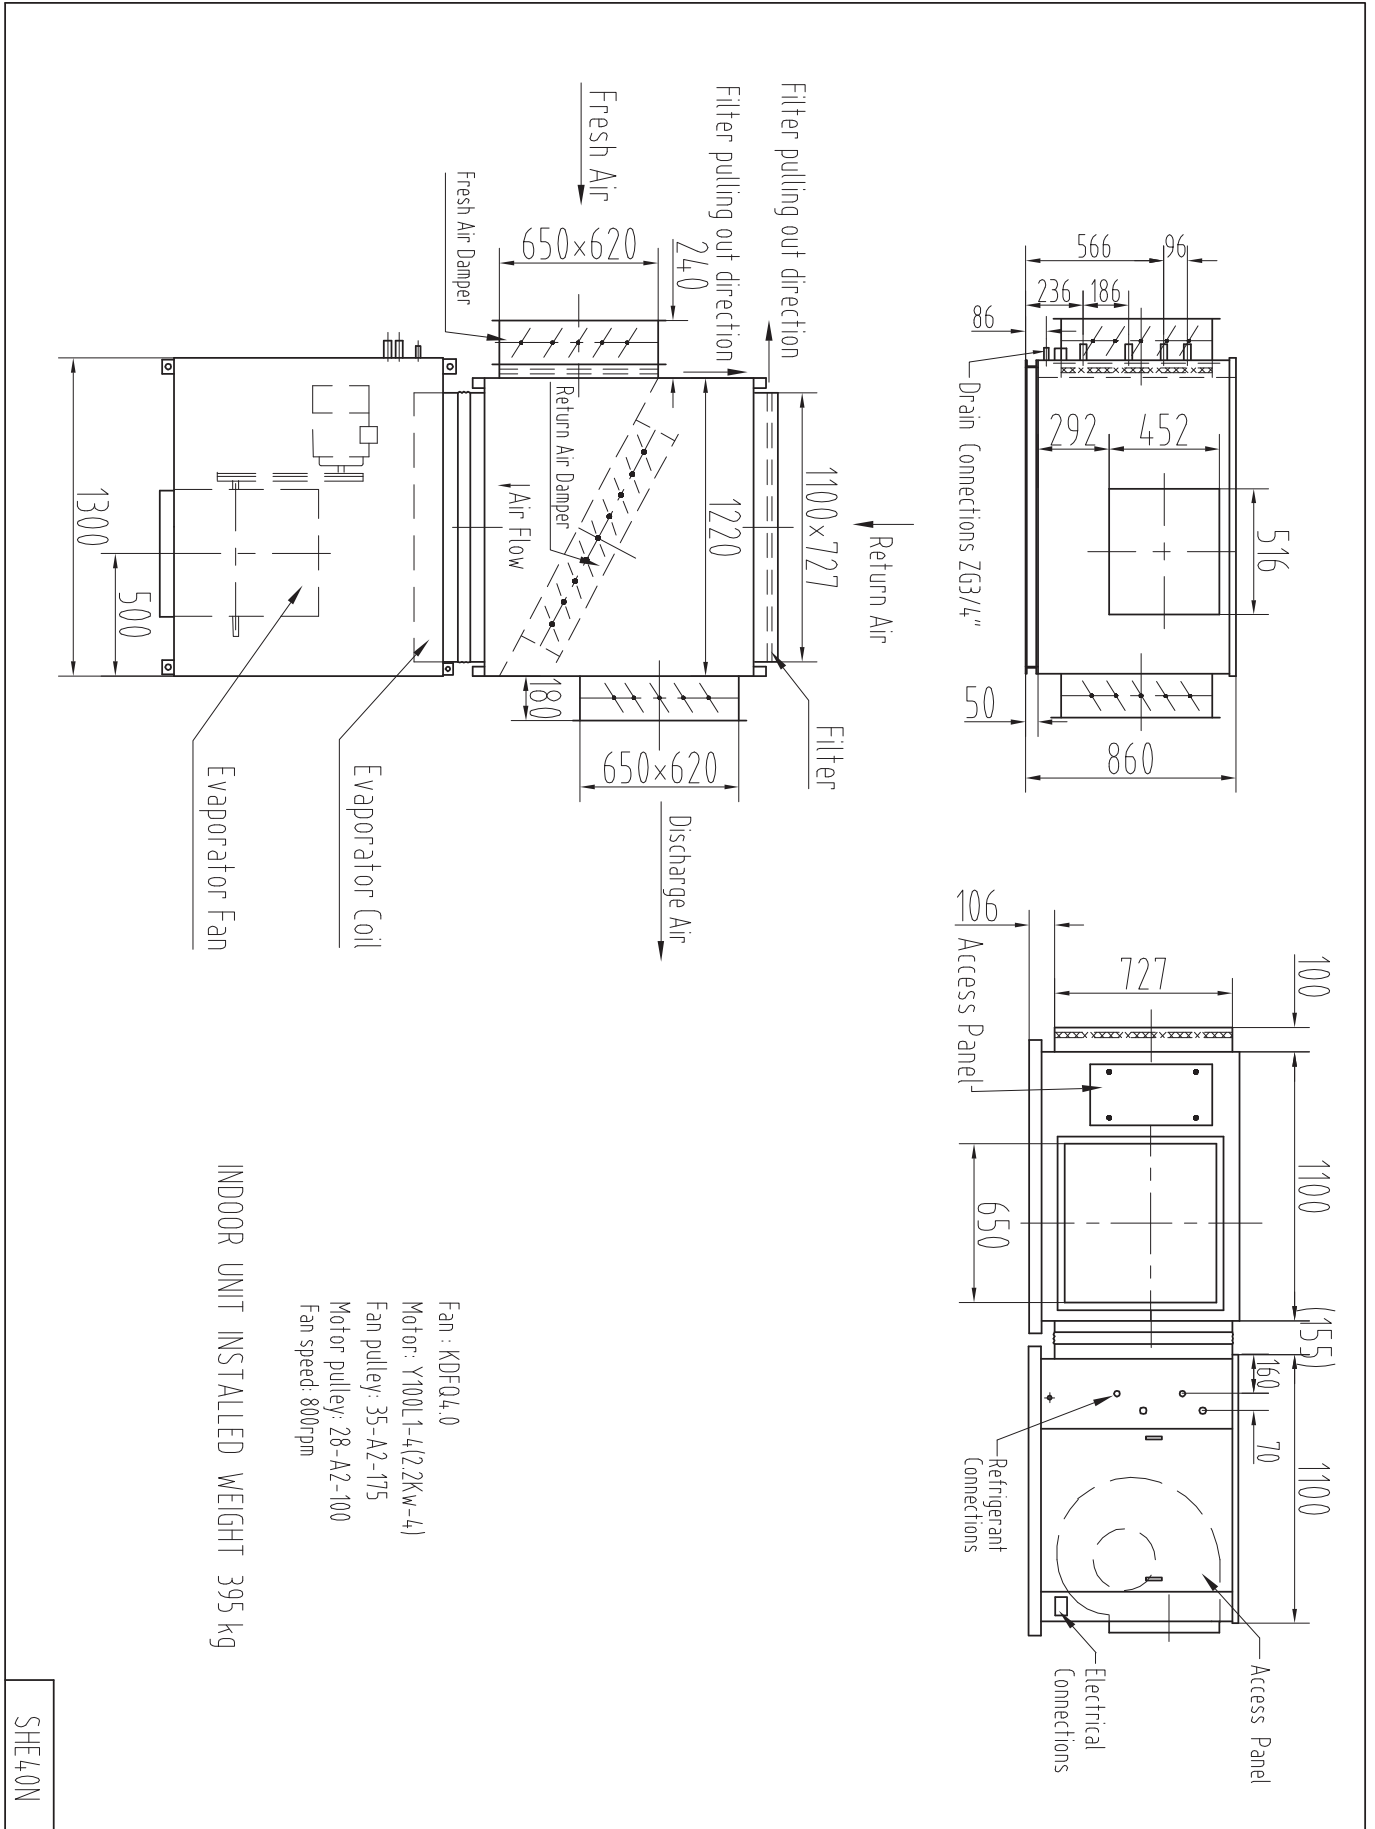 566
96
236
186
86
Drain Connections ZG3/4"
292
452
516
50
860
106
Access Panel
727
100
1100
650
(155)
160
70
1100
Refrigerant
Connections
Electrical
Connections
Access Panel
Filter pulling out direction
Filter pulling out direction
Fresh Air
Fresh Air Damper
650×620
240
Return Air Damper
Air Flow
1220
1100×727
Return Air
1300
500
180
650×620
Filter
Discharge Air
Evaporator Coil
Evaporator Fan
Fan : KDFQ4.0
Motor: Y100L1-4(2.2Kw-4)
Fan pulley: 35-A2-175
Motor pulley: 28-A2-100
Fan speed: 800rpm
INDOOR UNIT INSTALLED WEIGHT 395 kg
SHE40N